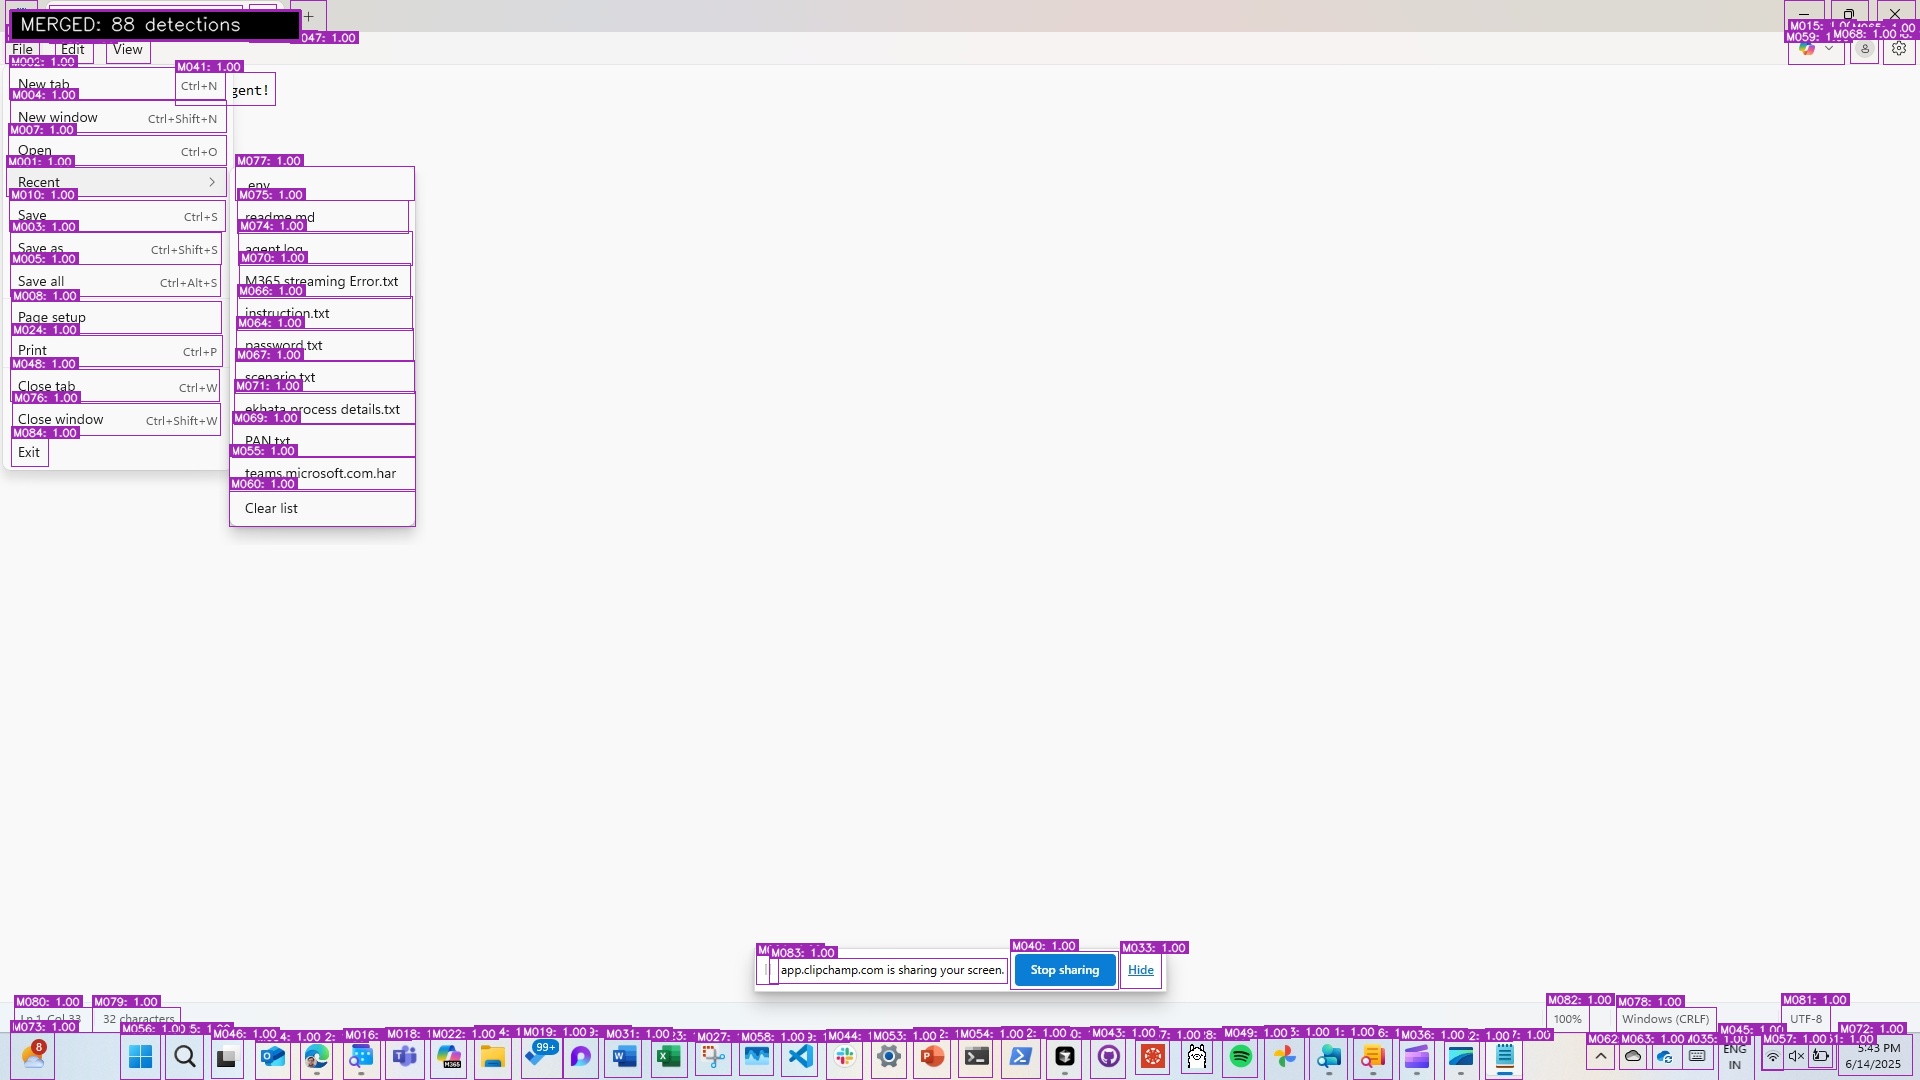 MERGED: 88 detections
M047: 1.00
M015: 1.00
M059: 1.00
M068: 1.00
File
Edit
View
M002: 1.00
M041: 1.00
New tab
Ctrl+N
gent!
M004: 1.00
New window
Ctrl+Shift+N
M007: 1.00
Open
Ctrl+O
M001: 1.00
M077: 1.00
Recent
.env
M010: 1.00
M075: 1.00
Save
Ctrl+S
readme.md
M003: 1.00
M074: 1.00
Save as
Ctrl+Shift+S
agent.log
M005: 1.00
M070: 1.00
Save all
Ctrl+Alt+S
M365 streaming Error.txt
M008: 1.00
M066: 1.00
Page setup
instruction.txt
M024: 1.00
M064: 1.00
Print
Ctrl+P
password.txt
M048: 1.00
M067: 1.00
scenario.txt
Close tab
Ctrl+W
M071: 1.00
M076: 1.00
ekhata process details.txt
Close window
Ctrl+Shift+W
M069: 1.00
M084: 1.00
PAN.txt
Exit
M055: 1.00
teams.microsoft.com.har
M060: 1.00
Clear list
M083: 1.00
M040: 1.00
M033: 1.00
app.clipchamp.com is sharing your screen.
Stop sharing
Hide
M080: 1.00
M079: 1.00
M082: 1.00
M078: 1.00
M081: 1.00
Ln 1, Col 33
32 characters
100%
Windows (CRLF)
UTF-8
M073: 1.00
M056: 1.00
M046: 1.00
M016: 1.00
M018: 1.00
M022: 1.00
M019: 1.00
M031: 1.00
M027: 1.00
M058: 1.00
M044: 1.00
M053: 1.00
M054: 1.00
M043: 1.00
M049: 1.00
M036: 1.00
M062
M063: 1.00
M035: 1.00
M045: 1.00
M057: 1.00
M072: 1.00
8
99+
M365
ENG
IN
5:43 PM
6/14/2025